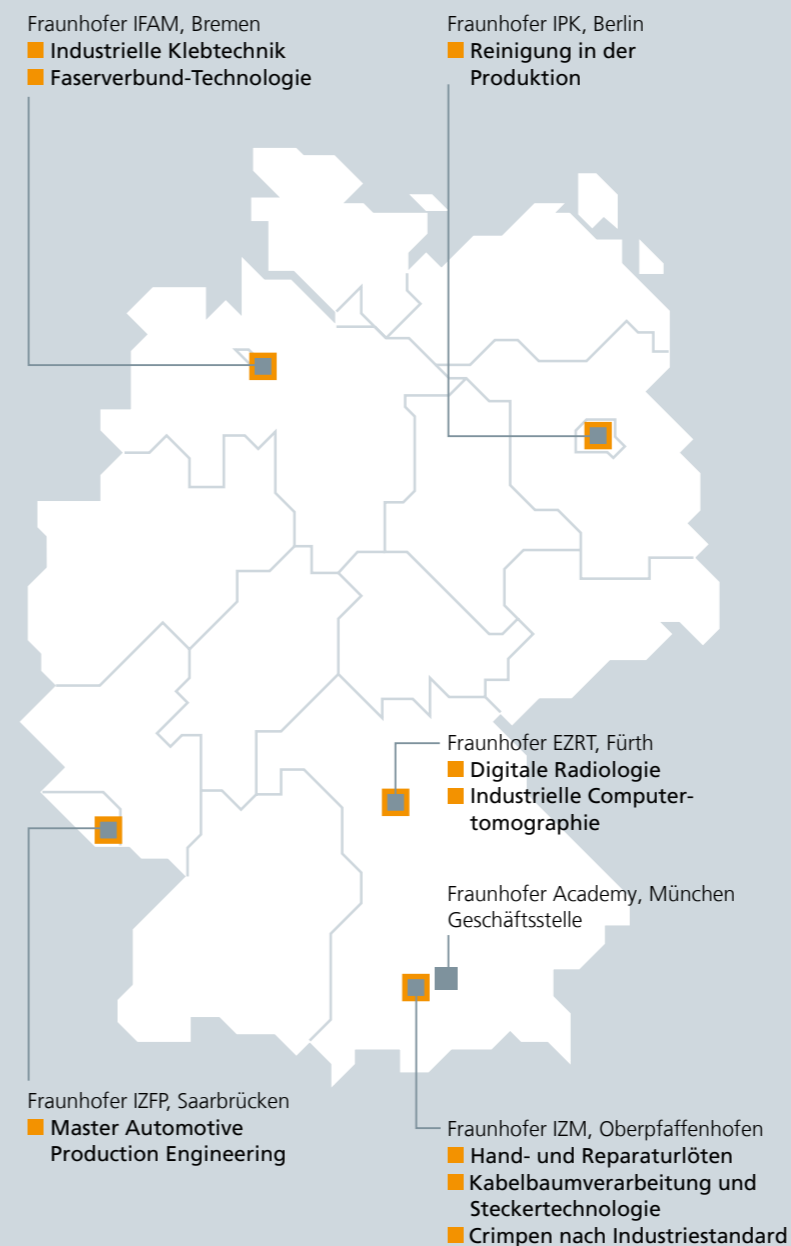 Fraunhofer IFAM, Bremen
Industrielle Klebtechnik
Faserverbund-Technologie
Fraunhofer IPK, Berlin
Reinigung in der
Produktion
Fraunhofer EZRT, Fürth
Digitale Radiologie
Industrielle Computer-
tomographie
Fraunhofer Academy, München
Geschäftsstelle
Fraunhofer IZFP, Saarbrücken
Master Automotive
Production Engineering
Fraunhofer IZM, Oberpfaffenhofen
Hand- und Reparaturlöten
Kabelbaumverarbeitung und
Steckertechnologie
Crimpen nach Industriestandard